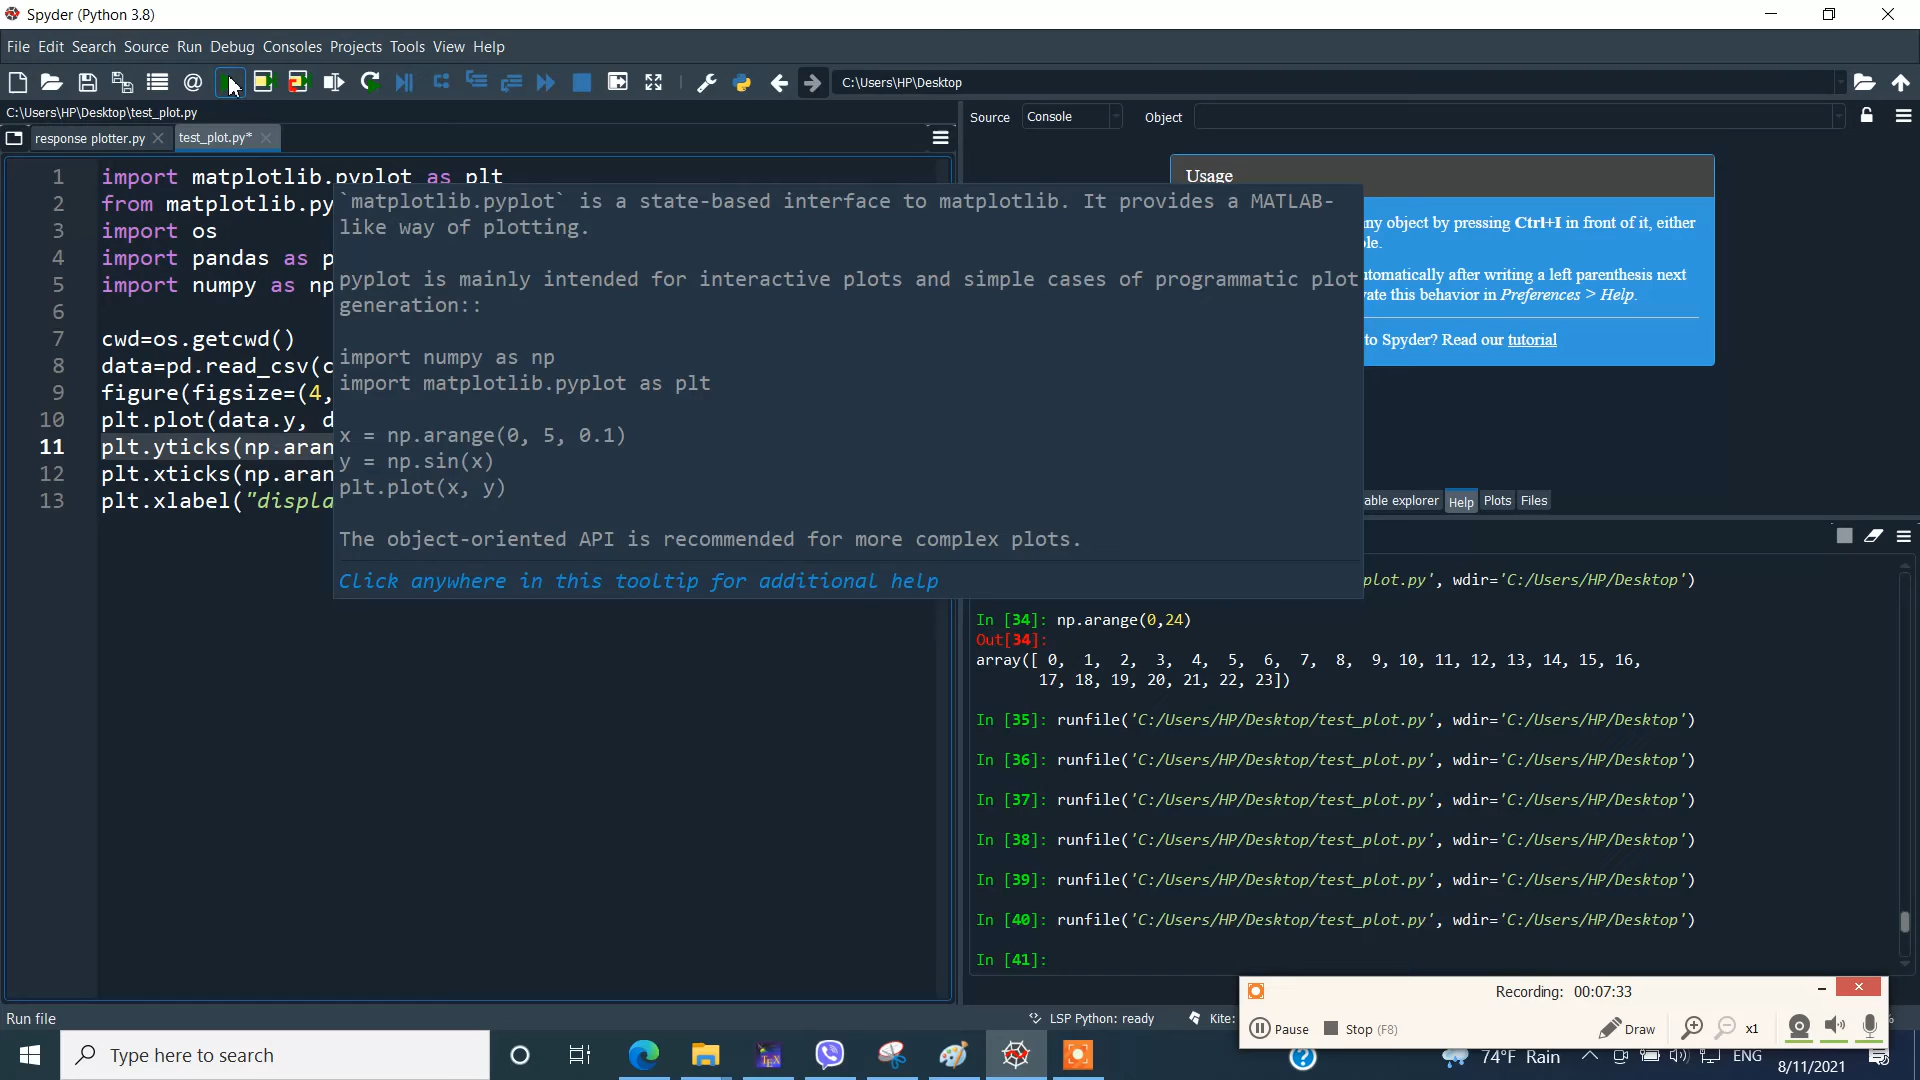 Spyder (Python 3.8)
File Edit Search Source Run Debug Consoles Projects Tools View Help
C:\Users\HP\Desktop
C:\Users\HP\Desktop\test_plot.py
response plotter.py
test_plot.py*
Source Console Object
1 import matplotlib.pyplot as plt
2 from matplotlib.py
3 import os
4 import pandas as p
5 import numpy as np
6
7 cwd=os.getcwd()
8 data=pd.read_csv(c
9 figure(figsize=(4,
10 plt.plot(data.y, d
11 plt.yticks(np.aran
12 plt.xticks(np.aran
13 plt.xlabel("displa
`matplotlib.pyplot` is a state-based interface to matplotlib. It provides a MATLAB-
like way of plotting.
pyplot is mainly intended for interactive plots and simple cases of programmatic plot
generation::
import numpy as np
import matplotlib.pyplot as plt
x = np.arange(0, 5, 0.1)
y = np.sin(x)
plt.plot(x, y)
The object-oriented API is recommended for more complex plots.
Click anywhere in this tooltip for additional help
Usage
ny object by pressing Ctrl+I in front of it, either
le.
utomatically after writing a left parenthesis next
vate this behavior in Preferences > Help.
to Spyder? Read our tutorial
able explorer Help Plots Files
plot.py', wdir='C:/Users/HP/Desktop')
In [34]: np.arange(0,24)
Out[34]:
array([ 0, 1, 2, 3, 4, 5, 6, 7, 8, 9, 10, 11, 12, 13, 14, 15, 16,
17, 18, 19, 20, 21, 22, 23])
In [35]: runfile('C:/Users/HP/Desktop/test_plot.py', wdir='C:/Users/HP/Desktop')
In [36]: runfile('C:/Users/HP/Desktop/test_plot.py', wdir='C:/Users/HP/Desktop')
In [37]: runfile('C:/Users/HP/Desktop/test_plot.py', wdir='C:/Users/HP/Desktop')
In [38]: runfile('C:/Users/HP/Desktop/test_plot.py', wdir='C:/Users/HP/Desktop')
In [39]: runfile('C:/Users/HP/Desktop/test_plot.py', wdir='C:/Users/HP/Desktop')
In [40]: runfile('C:/Users/HP/Desktop/test_plot.py', wdir='C:/Users/HP/Desktop')
In [41]:
Recording: 00:07:33
Pause Stop (F8) Draw x1
Run file
LSP Python: ready Kite:
Type here to search
74°F Rain ENG
8/11/2021